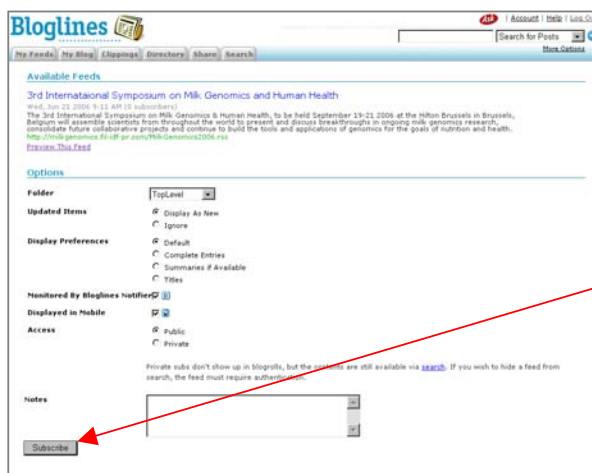 Bloglines
Ask | Account | Help | Log
Search for Posts
More Options
My Feeds My Blog Clippings Directory Share Search
Available Feeds
3rd Internataional Symposium on Milk Genomics and Human Health
Wed, Jun 21 2006 9:11 AM (0 subscribers)
The 3rd International Symposium on Milk Genomics & Human Health, to be held September 19-21 2006 at the Hilton Brussels in Brussels,
Belgium will assemble scientists from throughout the world to present and discuss breakthroughs in ongoing milk genomics research,
consolidate future collaborative projects and continue to build the tools and applications of genomics for the goals of nutrition and health.
http://milkgenomics.fil-idf-pr.com/MilkGenomics2006.rss
Preview This Feed
Options
Folder TopLevel
Updated Items Display As New
Ignore
Display Preferences Default
Complete Entries
Summaries if Available
Titles
Monitored By Bloglines Notifier
Displayed in Mobile
Access Public
Private
Private subs don't show up in blogrolls, but the contents are still available via search. If you wish to hide a feed from
search, the feed must require authentication.
Notes
Subscribe